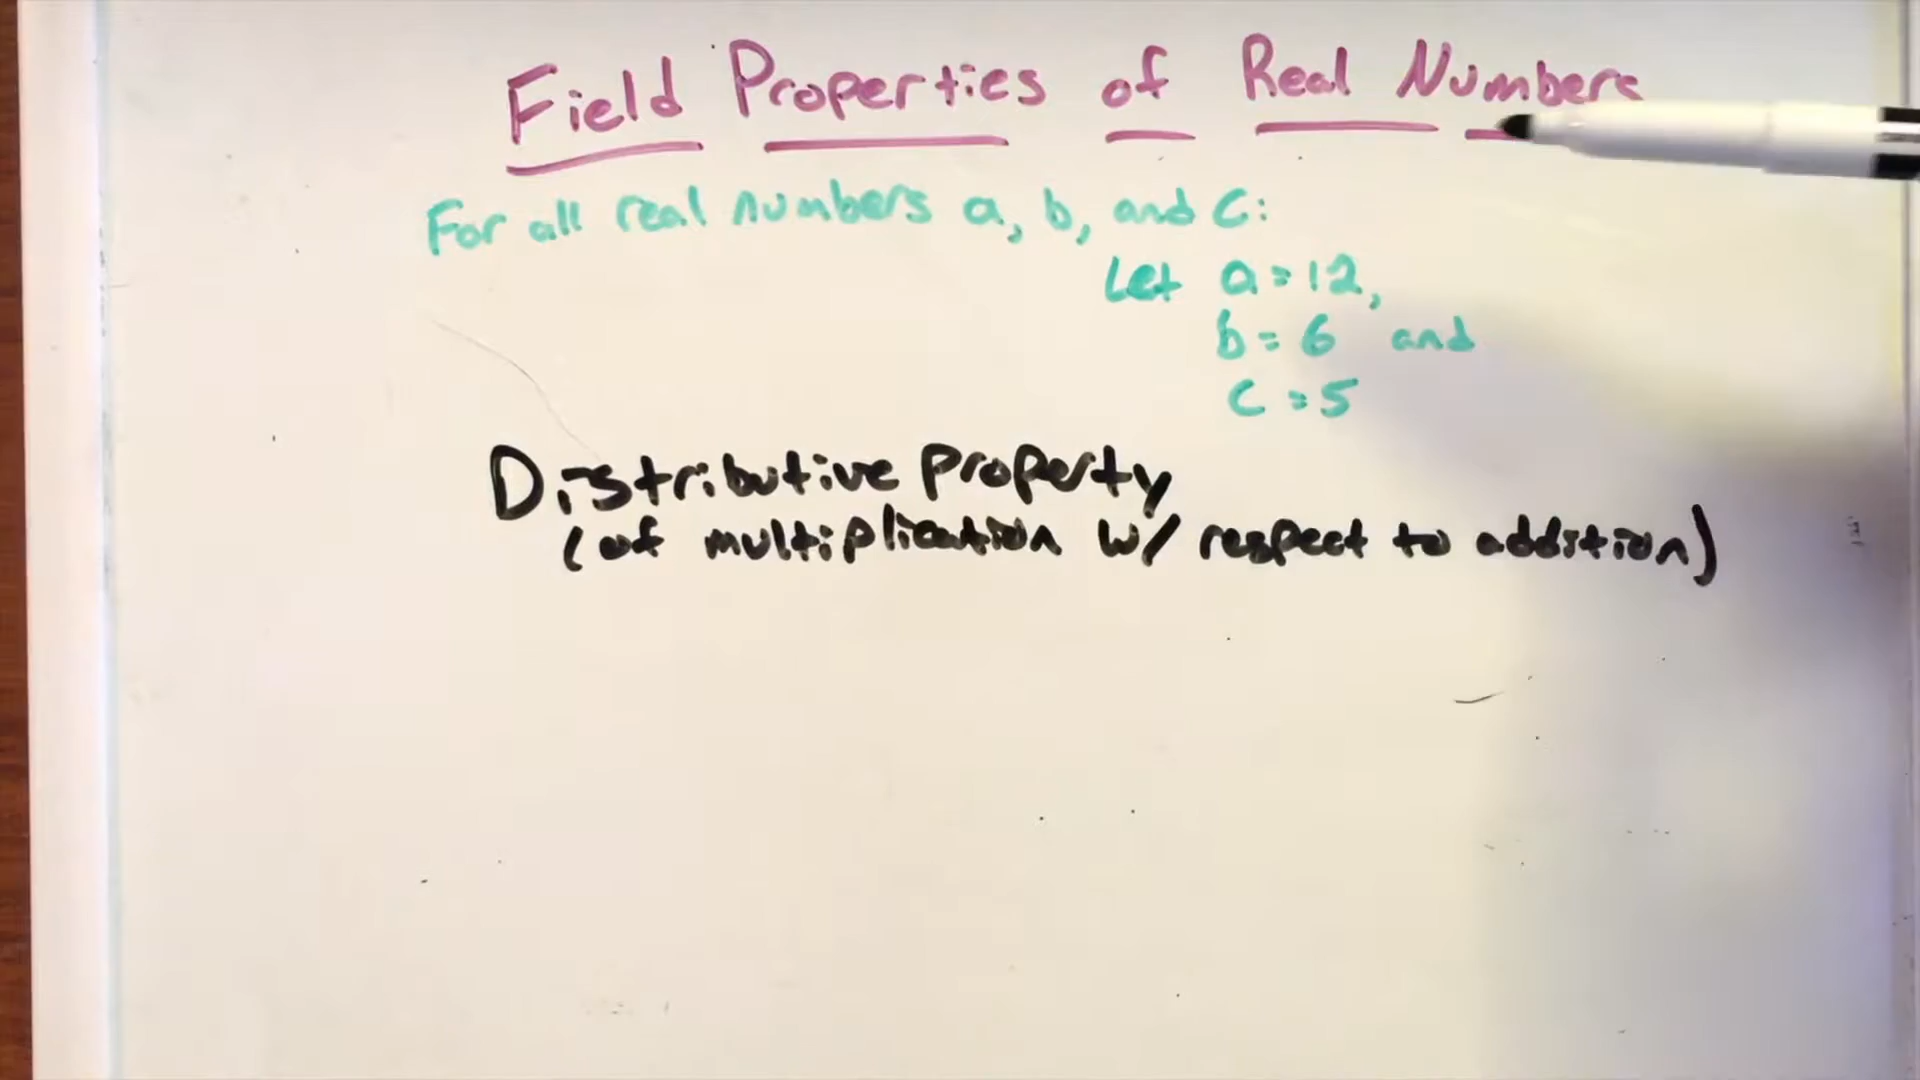 Field Properties of Real Numbers
For all real numbers a, b, and c:
Let a = 12,
b = 6 and
c = 5
Distributive property
(of multiplication w/ respect to addition)